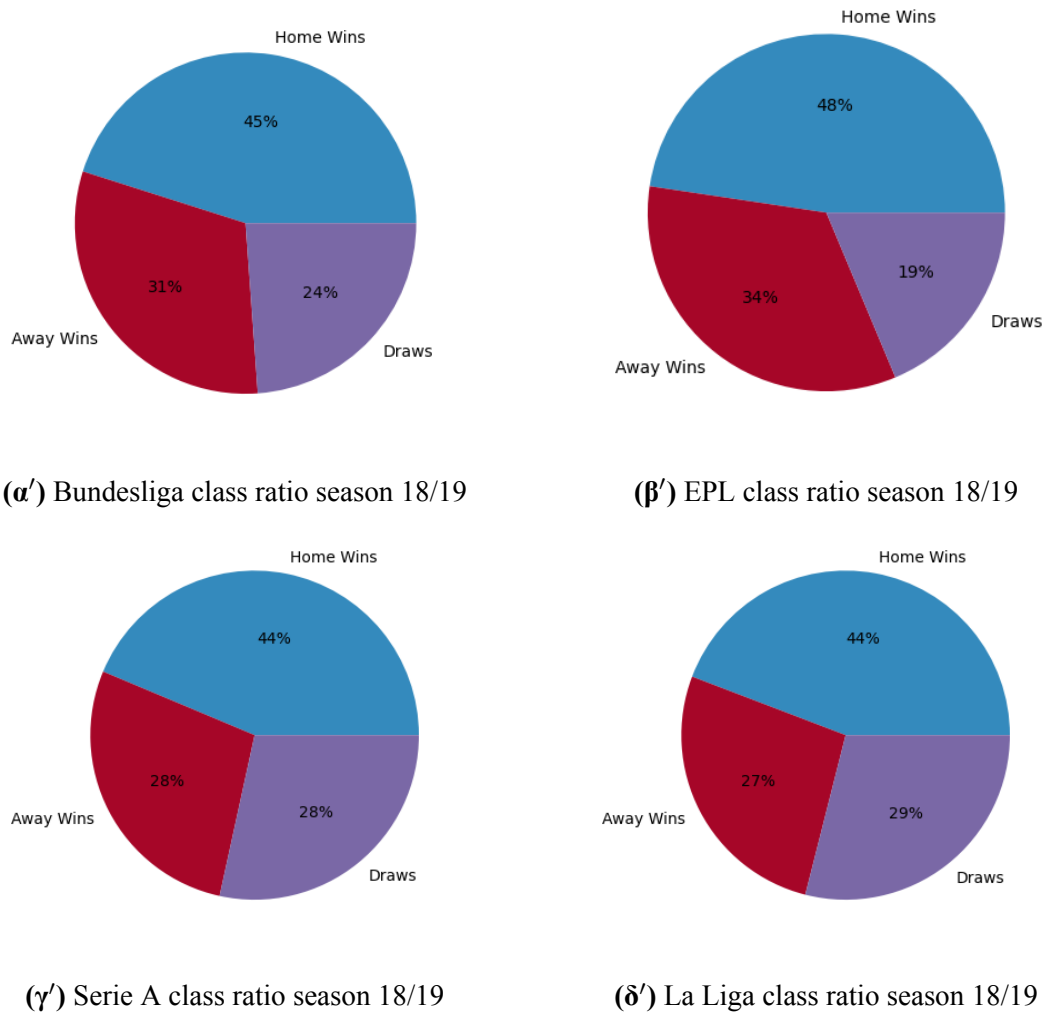 Home Wins
45%
31%
24%
Away Wins
Draws
(α′) Bundesliga class ratio season 18/19
Home Wins
48%
19%
34%
Draws
Away Wins
(β′) EPL class ratio season 18/19
Home Wins
44%
28%
28%
Away Wins
Draws
(γ′) Serie A class ratio season 18/19
Home Wins
44%
27%
29%
Away Wins
Draws
(δ′) La Liga class ratio season 18/19